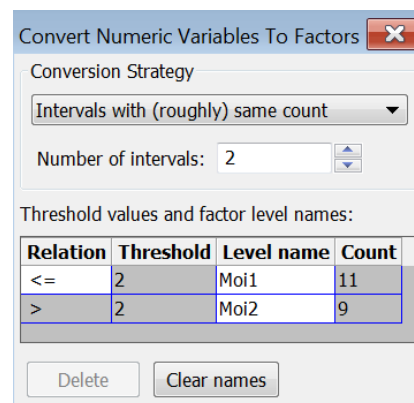 Convert Numeric Variables To Factors
Conversion Strategy
Intervals with (roughly) same count
Number of intervals: 2
Threshold values and factor level names:
Relation Threshold Level name Count
<= 2 Moi1 11
> 2 Moi2 9
Delete Clear names